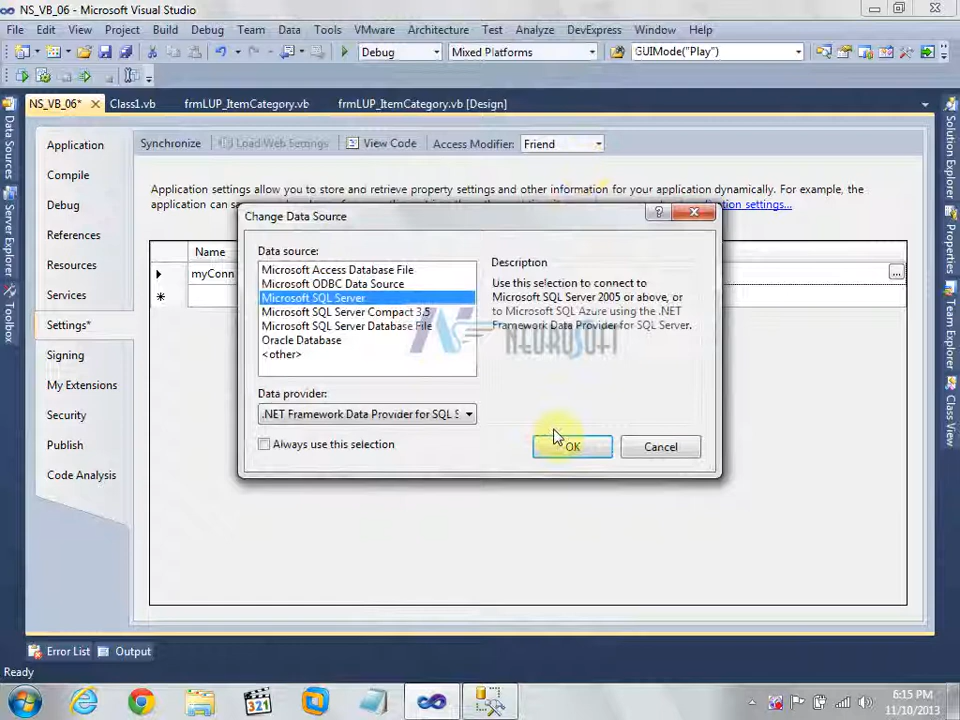 NS_VB_06 - Microsoft Visual Studio
File Edit View Project Build Debug Team Data Tools VMware Architecture Test Analyze DevExpress Window Help
Debug Mixed Platforms GUIMode("Play")
NS_VB_06* Class1.vb frmLUP_ItemCategory.vb frmLUP_ItemCategory.vb [Design]
Application
Compile
Debug
References
Resources
Services
Settings*
Signing
My Extensions
Security
Publish
Code Analysis
Synchronize Load Web Settings View Code Access Modifier: Friend
Application settings allow you to store and retrieve property settings and other information for your application dynamically. For example, the
application can
Name
myConn
...
Change Data Source
?
Data source:
Microsoft Access Database File
Microsoft ODBC Data Source
Microsoft SQL Server
Microsoft SQL Server Compact 3.5
Microsoft SQL Server Database File
Oracle Database
<other>
Data provider:
.NET Framework Data Provider for SQL S
Always use this selection
Description
Use this selection to connect to
Microsoft SQL Server 2005 or above, or
to Microsoft SQL Azure using the .NET
Framework Data Provider for SQL Server.
NEUROSOFT
OK Cancel
Data Sources
Server Explorer
Toolbox
Solution Explorer
Properties
Team Explorer
Class View
Error List Output
Ready
321
6:15 PM
11/10/2013